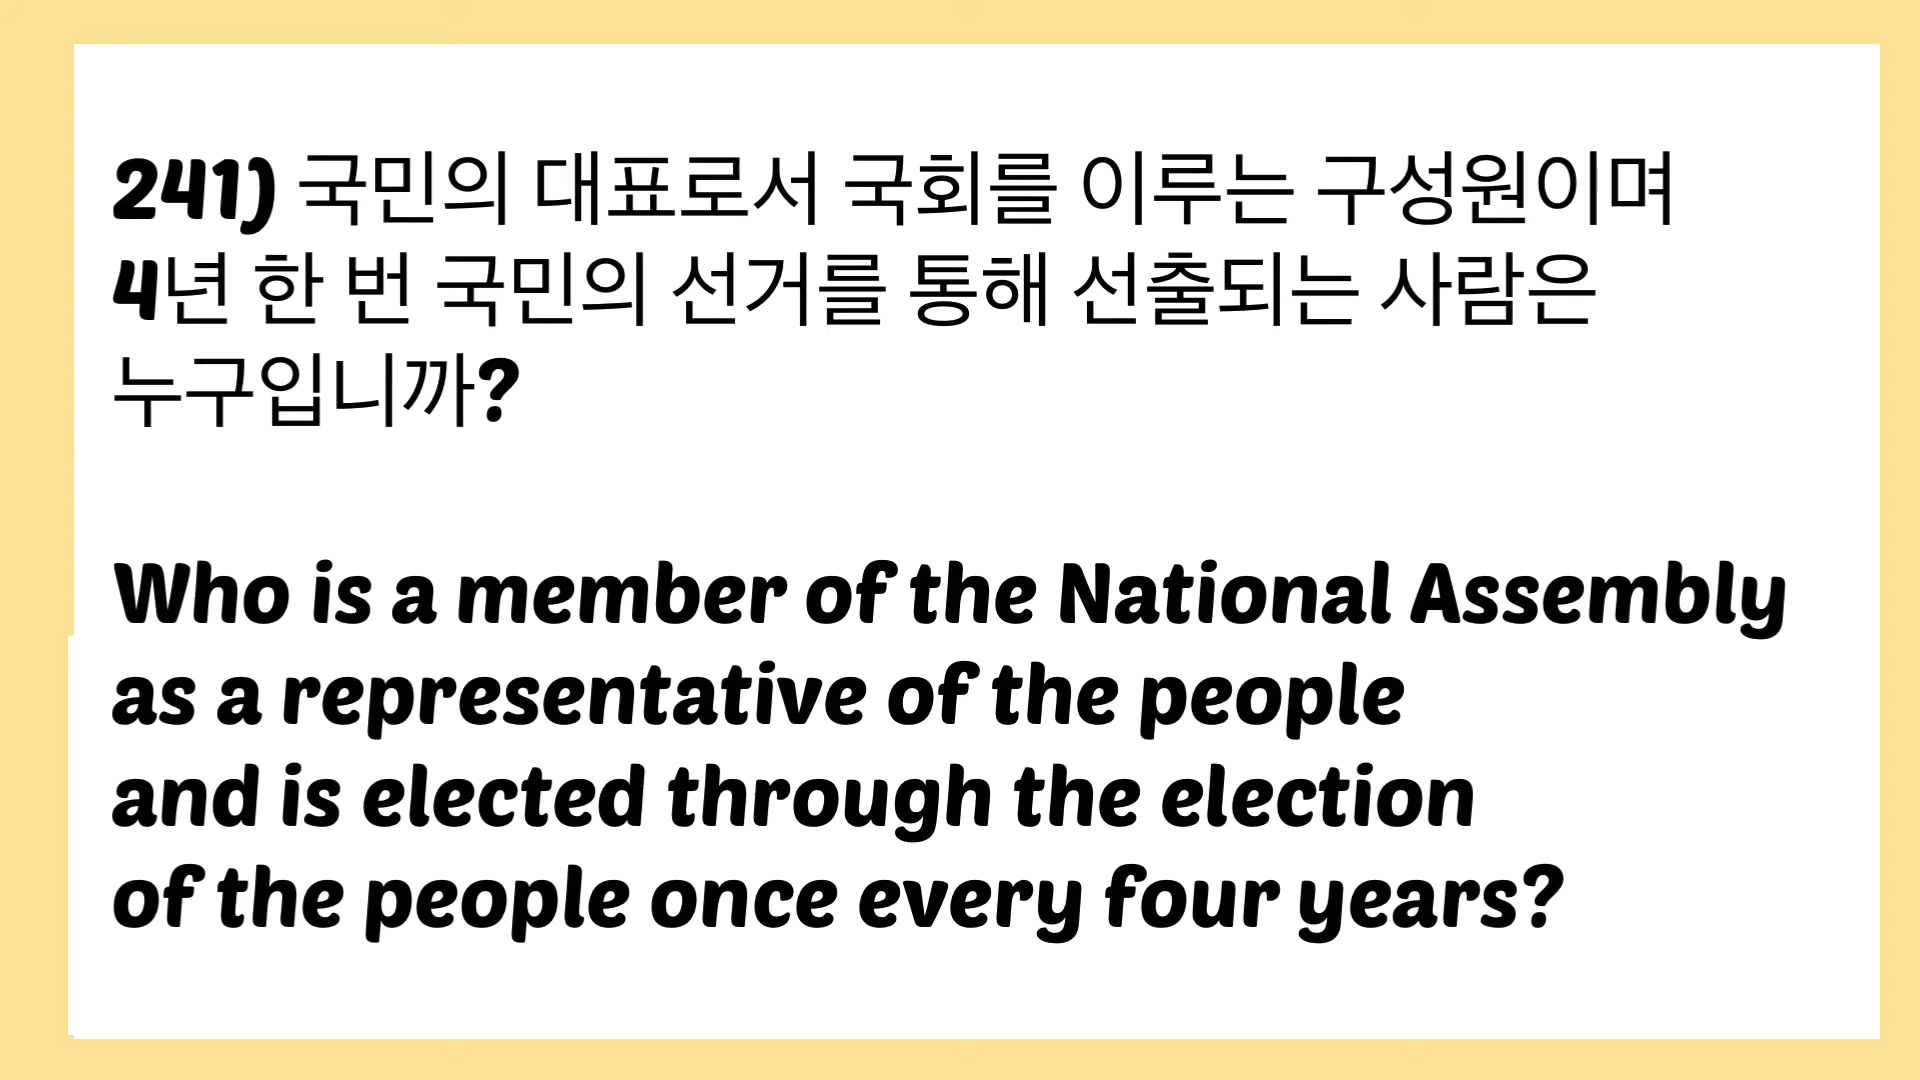 241) 국민의 대표로서 국회를 이루는 구성원이며
4년 한 번 국민의 선거를 통해 선출되는 사람은
누구입니까?
Who is a member of the National Assembly
as a representative of the people
and is elected through the election
of the people once every four years?